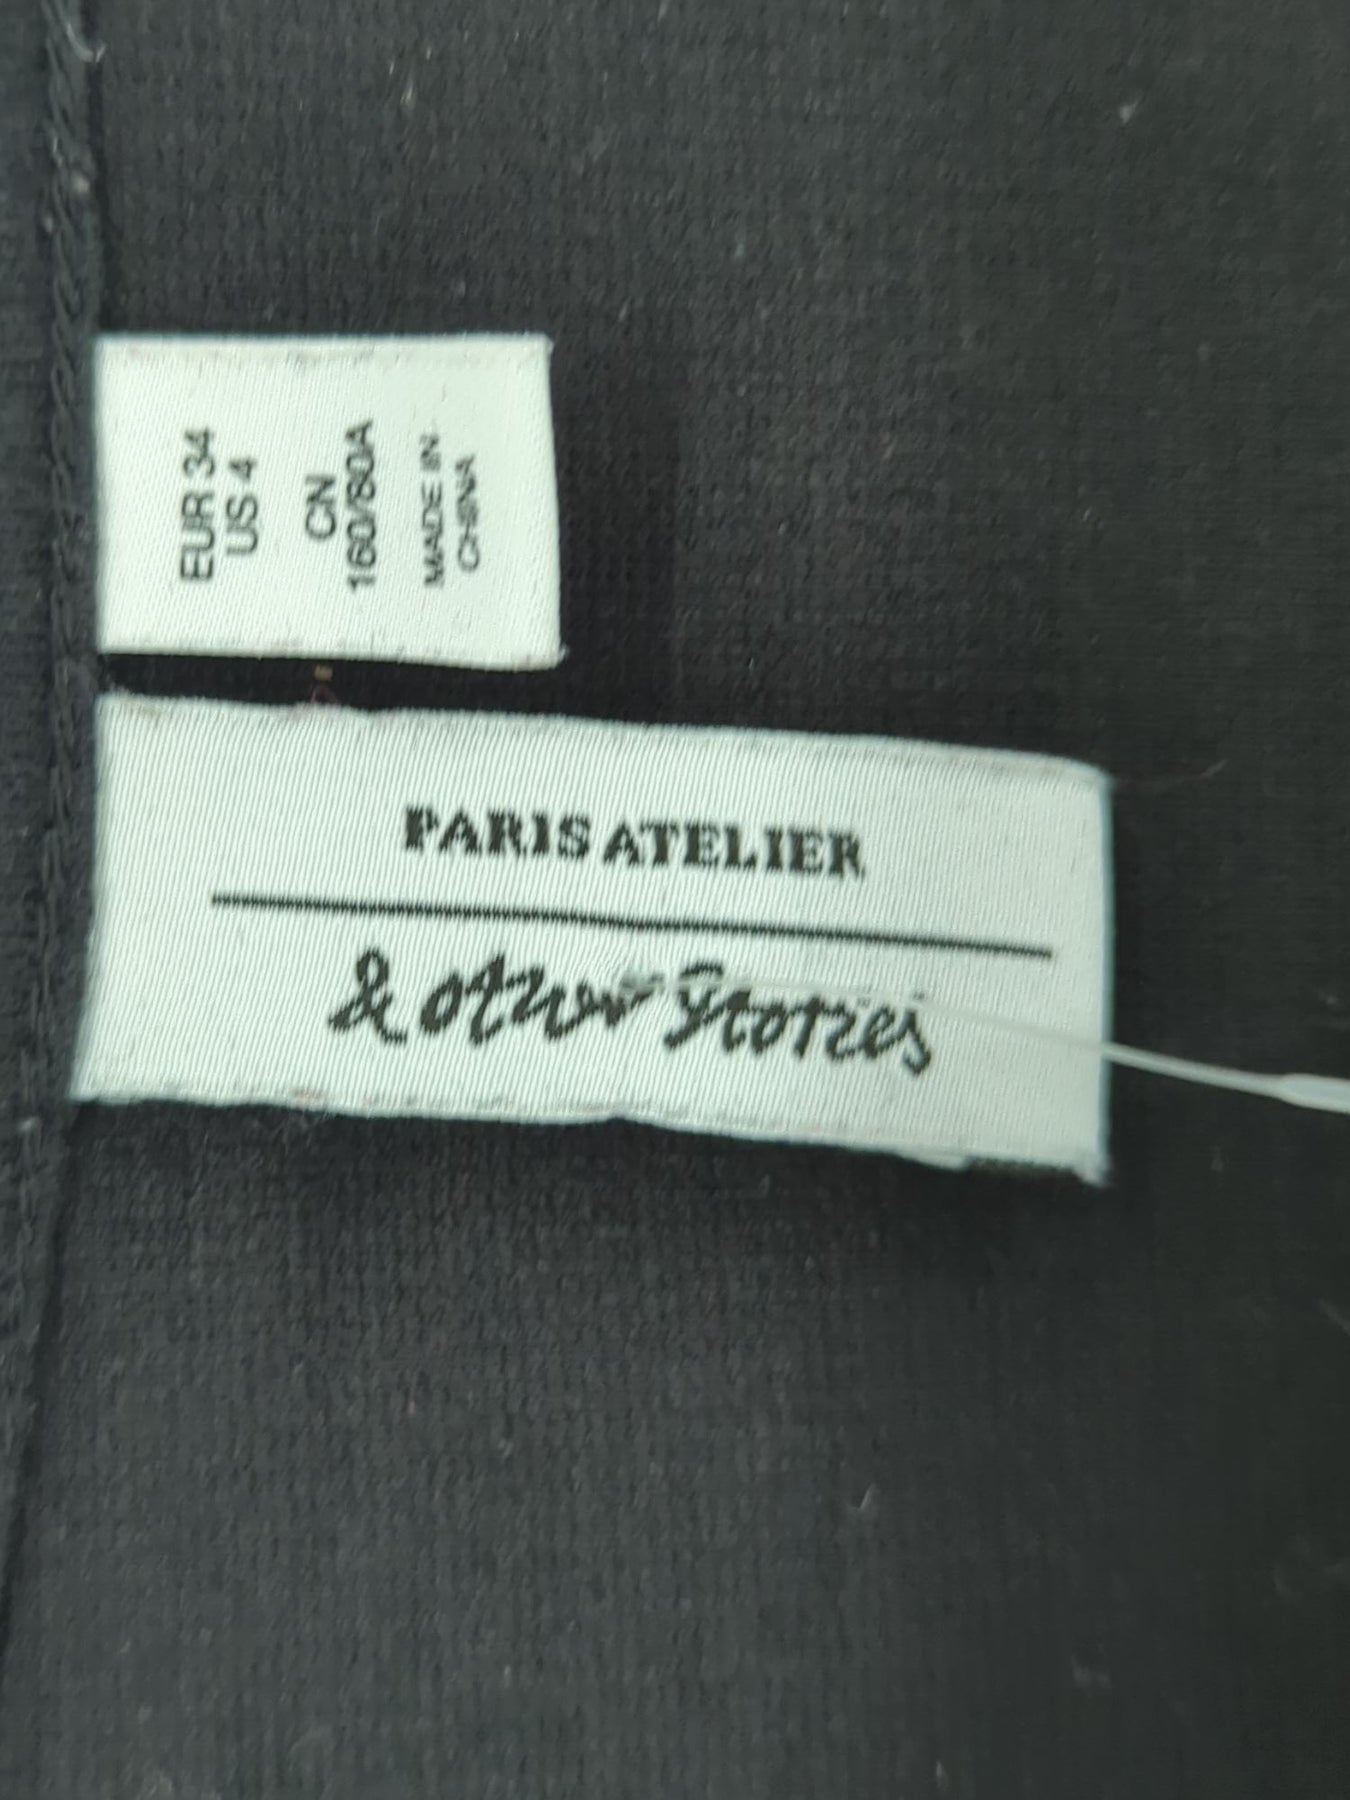 EUR 34
US 4
CN
160/80A
MADE IN
CHINA
PARIS ATELIER
& other Stories